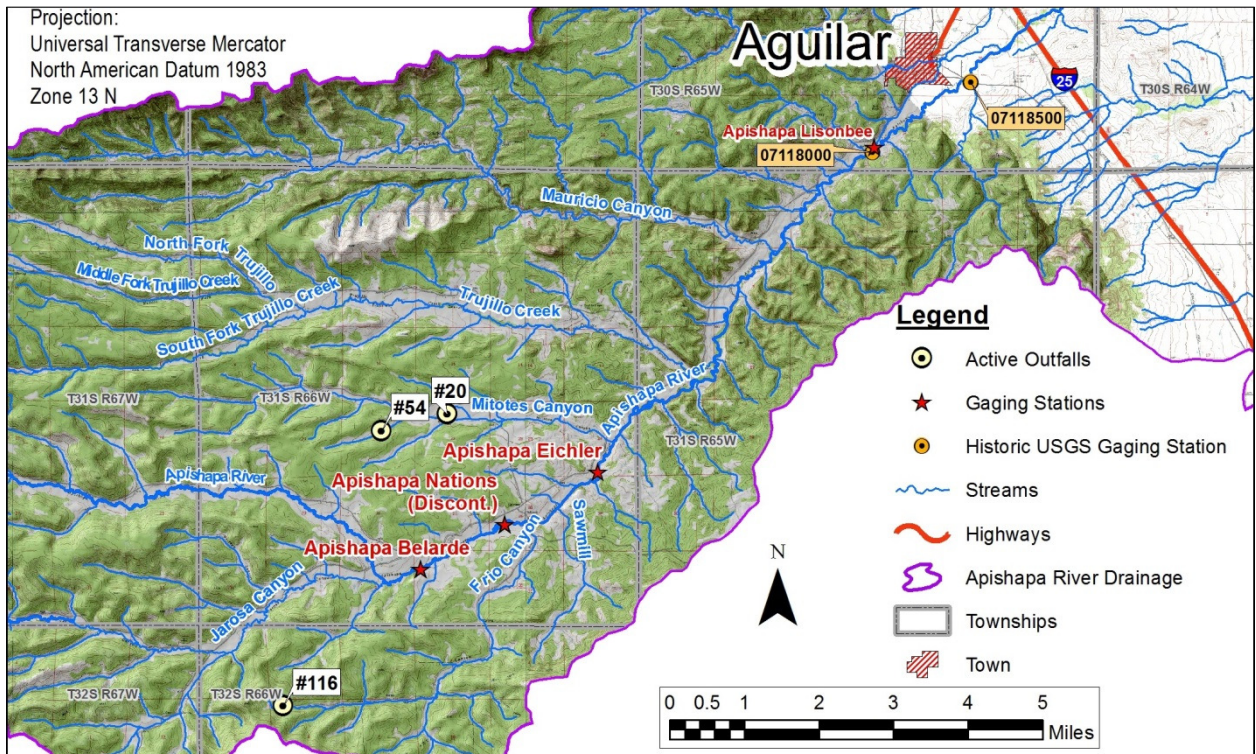 Projection:
Universal Transverse Mercator
North American Datum 1983
Zone 13 N
Aguilar
25
T30S R65W
T30S R64W
07118500
Apishapa Lisonbee
07118000
Mauricio Canyon
North Fork Trujillo
Middle Fork Trujillo Creek
South Fork Trujillo Creek
Trujillo Creek
Apishapa River
T31S R67W
T31S R66W
#54
#20
Mitotes Canyon
T31S R65W
Apishapa Eichler
Apishapa River
Apishapa Nations
(Discont.)
Sawmill
Apishapa Belarde
Frio Canyon
Jarosa Canyon
T32S R67W
T32S R66W
#116
Legend
Active Outfalls
Gaging Stations
Historic USGS Gaging Station
Streams
Highways
Apishapa River Drainage
Townships
Town
N
0 0.5 1 2 3 4 5
Miles